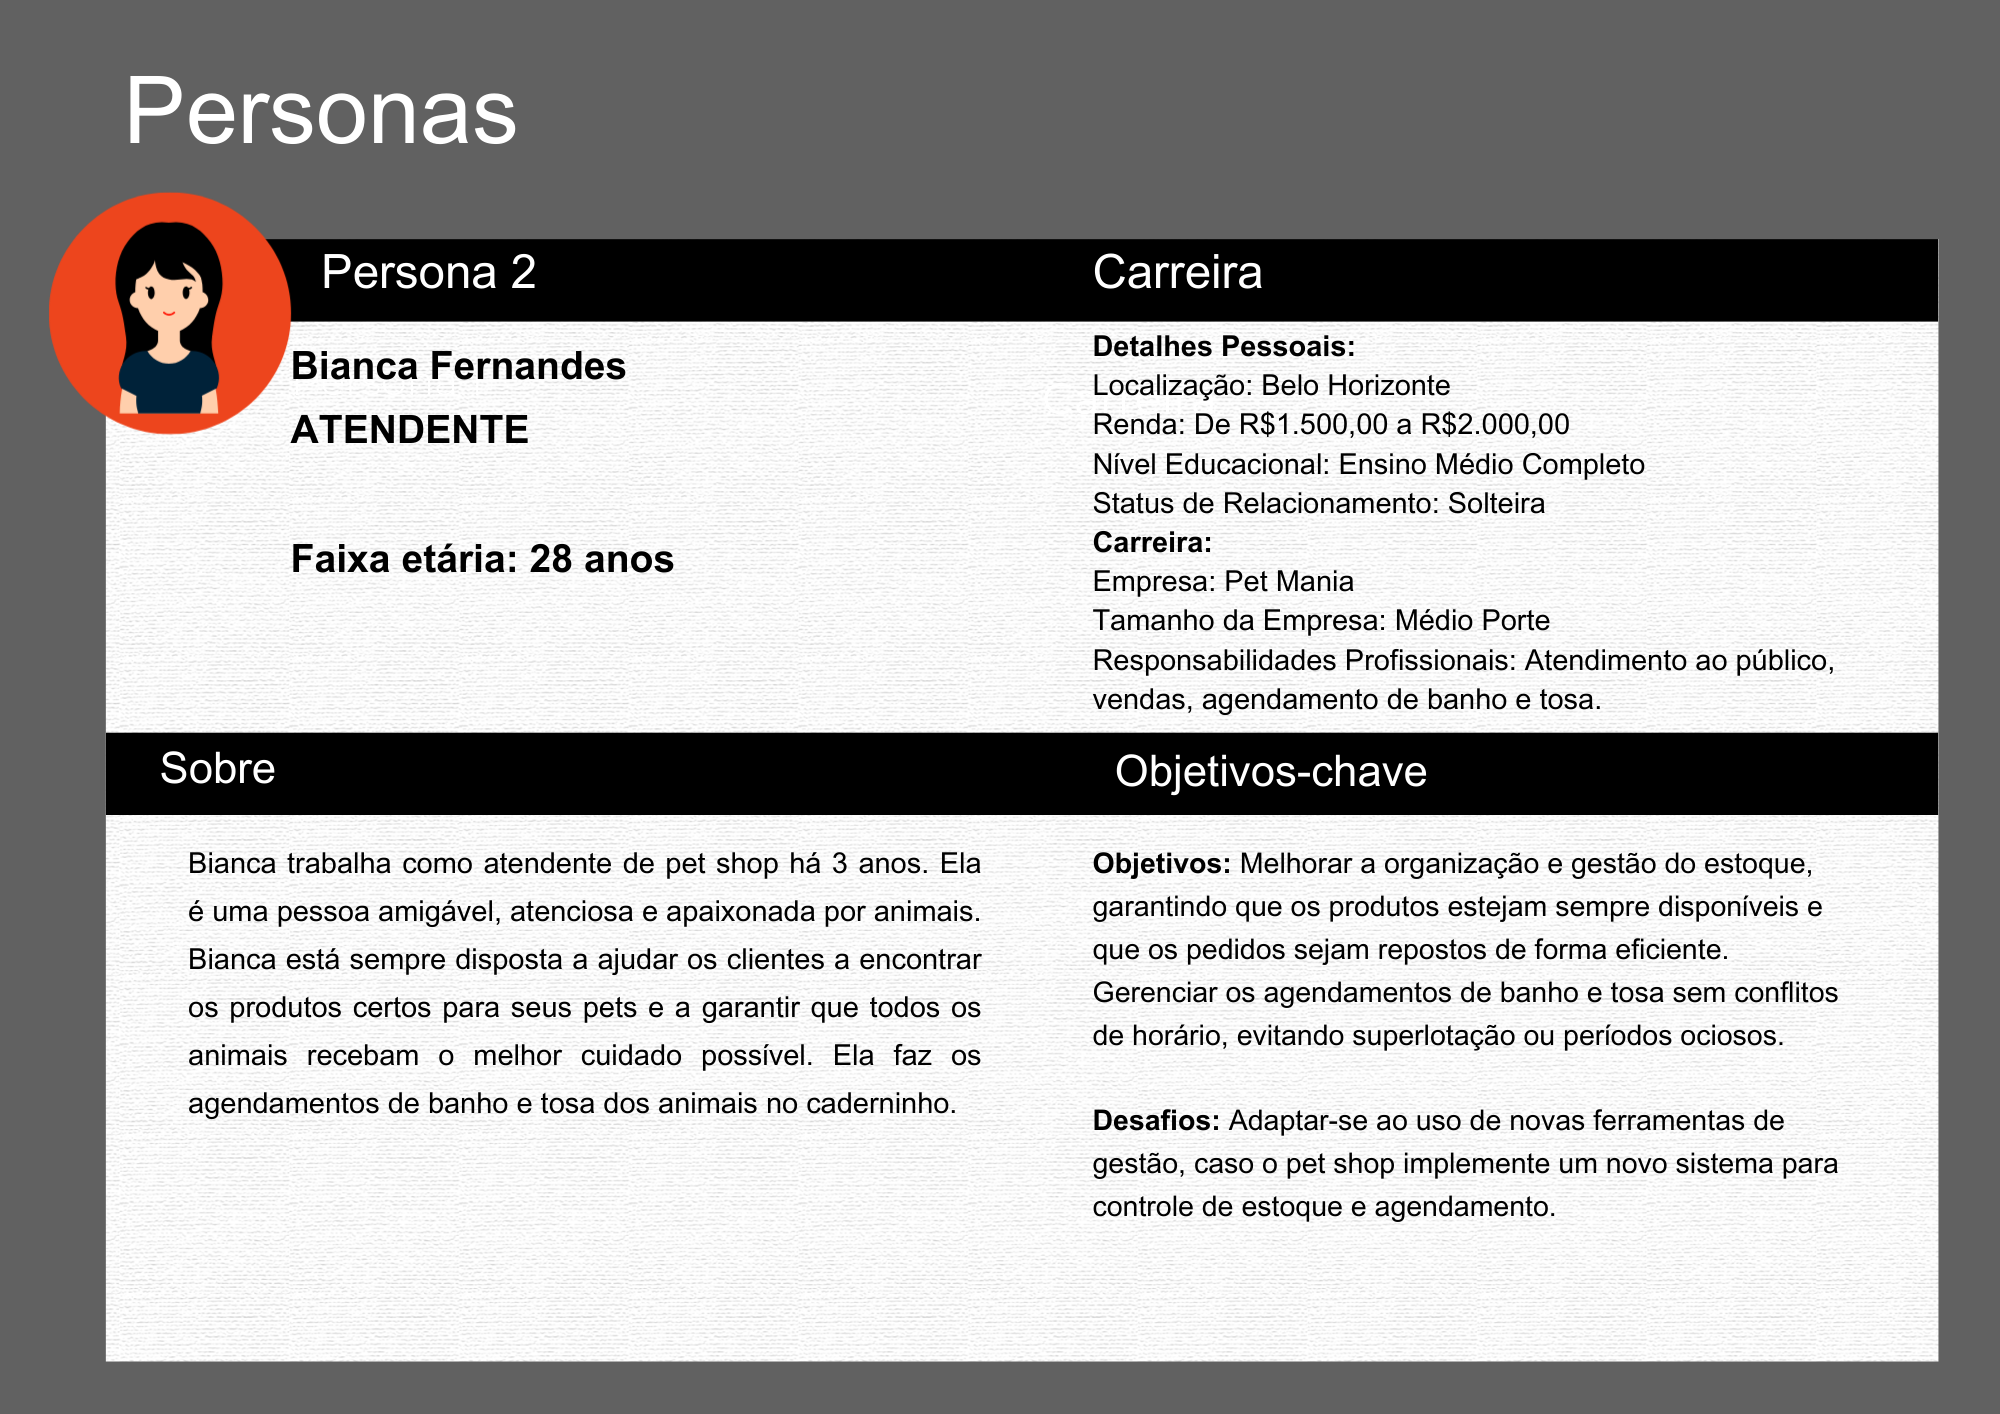 Personas
Persona 2
Bianca Fernandes
ATENDENTE
Faixa etária: 28 anos
Carreira
Detalhes Pessoais:
Localização: Belo Horizonte
Renda: De R$1.500,00 a R$2.000,00
Nível Educacional: Ensino Médio Completo
Status de Relacionamento: Solteira
Carreira:
Empresa: Pet Mania
Tamanho da Empresa: Médio Porte
Responsabilidades Profissionais: Atendimento ao público,
vendas, agendamento de banho e tosa.
Sobre
Bianca trabalha como atendente de pet shop há 3 anos. Ela
é uma pessoa amigável, atenciosa e apaixonada por animais.
Bianca está sempre disposta a ajudar os clientes a encontrar
os produtos certos para seus pets e a garantir que todos os
animais recebam o melhor cuidado possível. Ela faz os
agendamentos de banho e tosa dos animais no caderninho.
Objetivos-chave
Objetivos: Melhorar a organização e gestão do estoque,
garantindo que os produtos estejam sempre disponíveis e
que os pedidos sejam repostos de forma eficiente.
Gerenciar os agendamentos de banho e tosa sem conflitos
de horário, evitando superlotação ou períodos ociosos.
Desafios: Adaptar-se ao uso de novas ferramentas de
gestão, caso o pet shop implemente um novo sistema para
controle de estoque e agendamento.